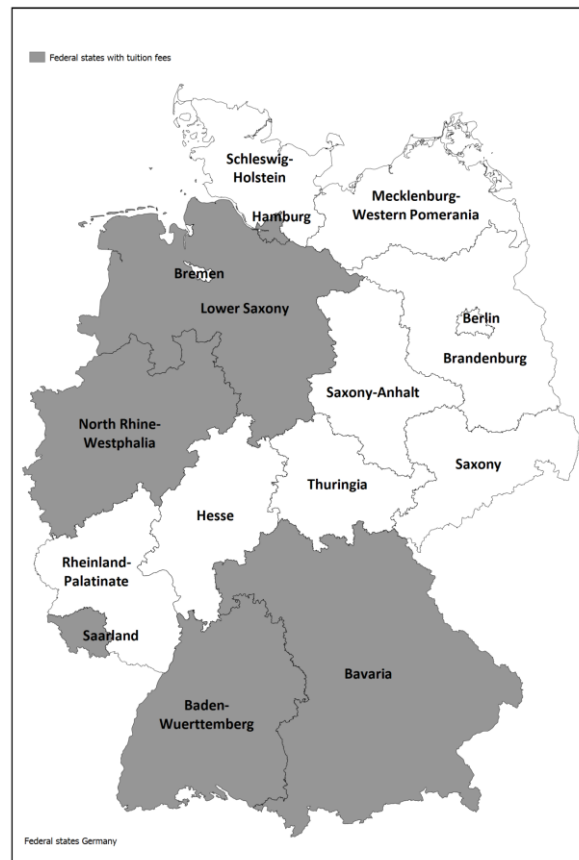 Federal states with tuition fees
Schleswig-
Holstein
Mecklenburg-
Western Pomerania
Hamburg
Bremen
Lower Saxony
Berlin
Brandenburg
Saxony-Anhalt
North Rhine-
Westphalia
Saxony
Thuringia
Hesse
Rheinland-
Palatinate
Saarland
Bavaria
Baden-
Wuerttemberg
Federal states Germany